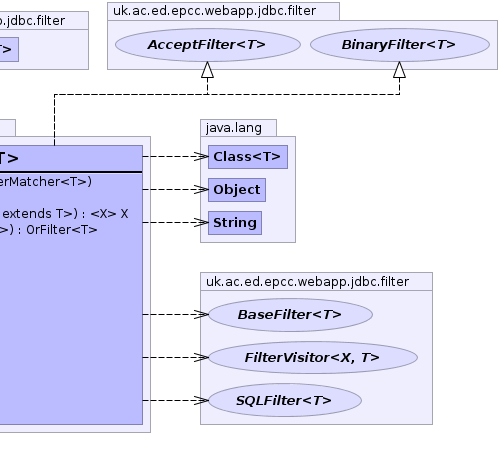 uk.ac.ed.epcc.webapp.jdbc.filter
.jdbc.filter
AcceptFilter<T>
BinaryFilter<T>
T>
java.lang
T>
Class<T>
erMatcher<T>)
Object
extends T>) : <X> X
String
>) : OrFilter<T>
uk.ac.ed.epcc.webapp.jdbc.filter
BaseFilter<T>
FilterVisitor<X, T>
SQLFilter<T>